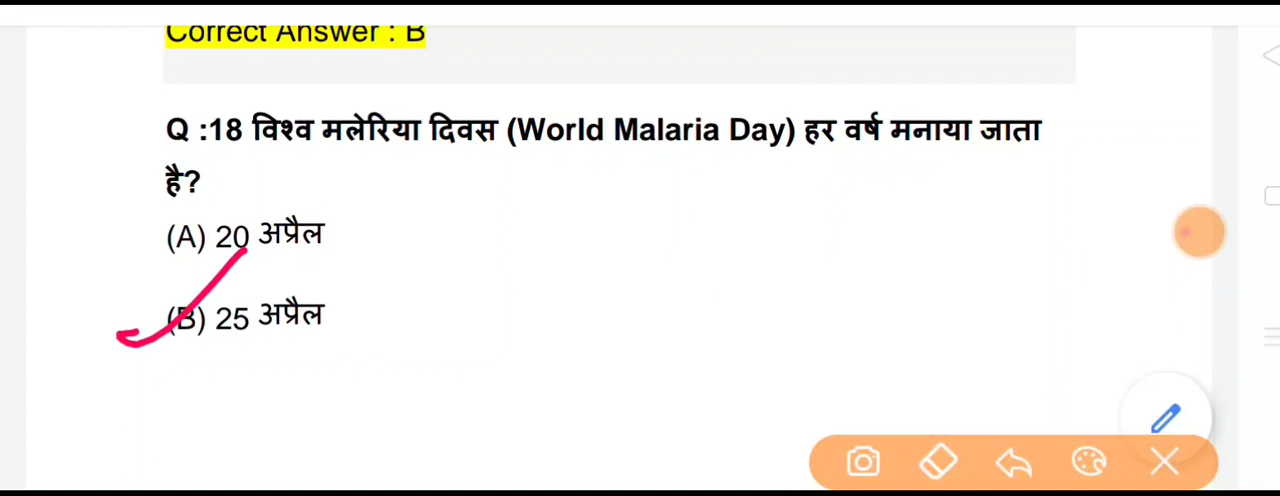 Correct Answer : B
Q :18 विश्व मलेरिया दिवस (World Malaria Day) हर वर्ष मनाया जाता
है?
(A) 20 अप्रैल
(B) 25 अप्रैल